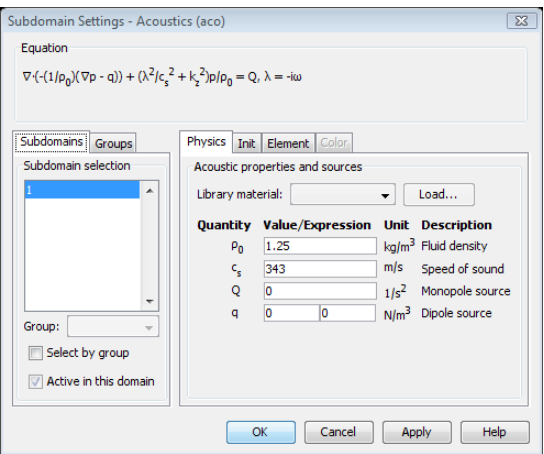 Subdomain Settings - Acoustics (aco)
Equation
∇·(-(1/ρ₀)(∇p - q)) + (λ²/cₛ² + k_z²)p/ρ₀ = Q, λ = -iω
Subdomains Groups
Subdomain selection
1
Group:
Select by group
Active in this domain
Physics Init Element Color
Acoustic properties and sources
Library material: Load...
Quantity Value/Expression Unit Description
ρ₀ 1.25 kg/m³ Fluid density
cₛ 343 m/s Speed of sound
Q 0 1/s² Monopole source
q 0 0 N/m³ Dipole source
OK Cancel Apply Help